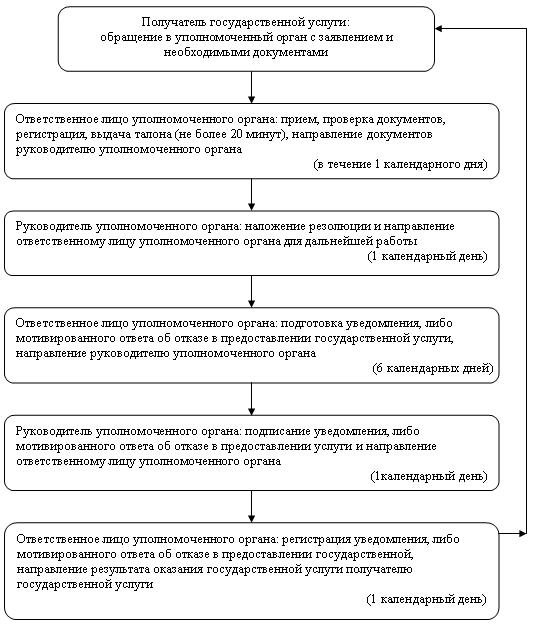 Получатель государственной услуги:
обращение в уполномоченный орган с заявлением и
необходимыми документами
Ответственное лицо уполномоченного органа: прием, проверка документов,
регистрация, выдача талона (не более 20 минут), направление документов
руководителю уполномоченного органа
(в течение 1 календарного дня)
Руководитель уполномоченного органа: наложение резолюции и направление
ответственному лицу уполномоченного органа для дальнейшей работы
(1 календарный день)
Ответственное лицо уполномоченного органа: подготовка уведомления, либо
мотивированного ответа об отказе в предоставлении государственной услуги,
направление руководителю уполномоченного органа
(6 календарных дней)
Руководитель уполномоченного органа: подписание уведомления, либо
мотивированного ответа об отказе в предоставлении услуги и направление
ответственному лицу уполномоченного органа
(1календарный день)
Ответственное лицо уполномоченного органа: регистрация уведомления, либо
мотивированного ответа об отказе в предоставлении государственной,
направление результата оказания государственной услуги получателю
государственной услуги
(1 календарный день)